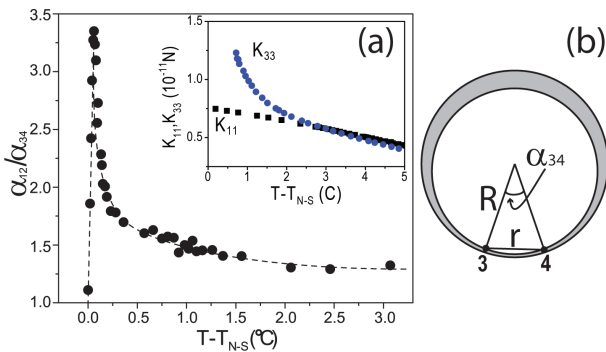 (a)
(b)
α₁₂/α₃₄
3.5
3.0
2.5
2.0
1.5
1.0
0.0
0.5
1.0
1.5
2.0
2.5
3.0
T-T_N-S(°C)
K₁₁,K₃₃ (10⁻¹¹N)
1.5
1.0
0.5
K₃₃
K₁₁
0
1
2
3
4
5
T-T_N-S (C)
α₃₄
R
r
3
4